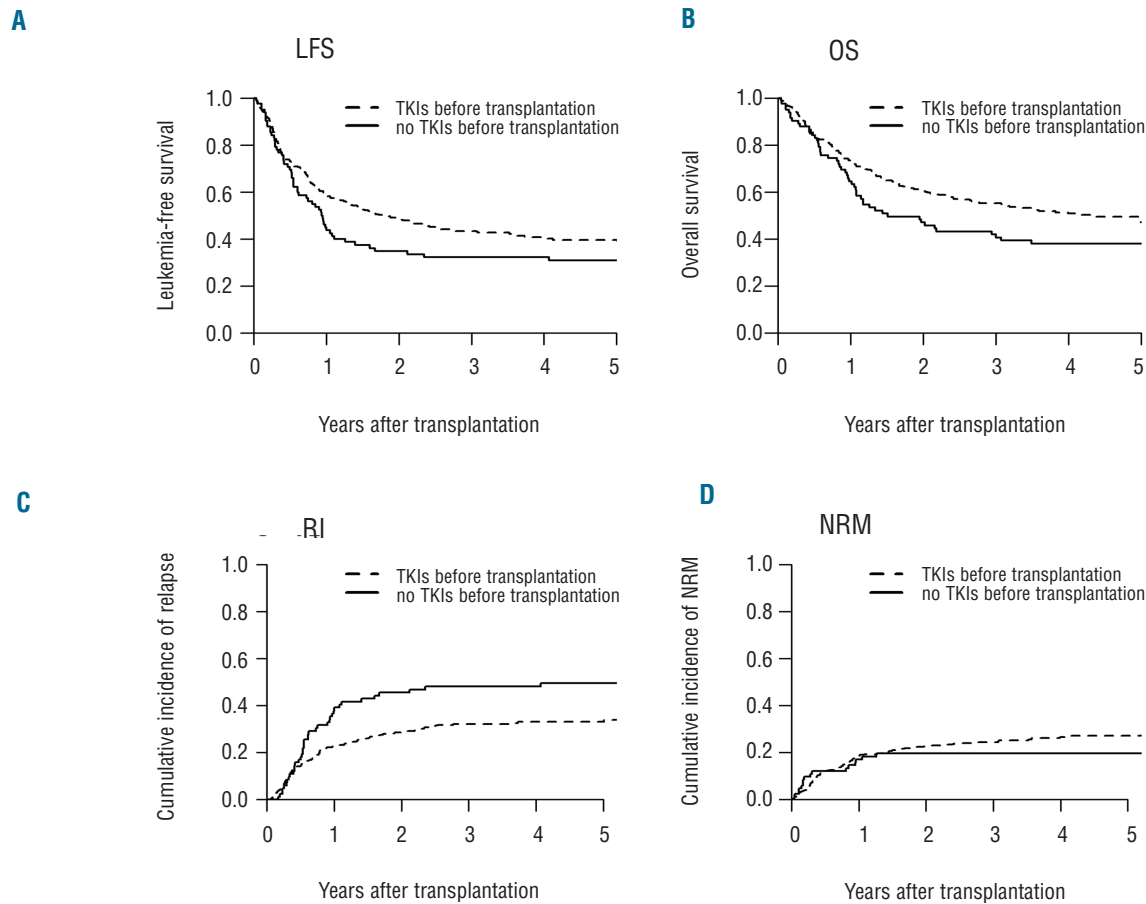 A
LFS
Leukemia-free survival
1.0
0.8
0.6
0.4
0.2
0.0
TKIs before transplantation
no TKIs before transplantation
0 1 2 3 4 5
Years after transplantation
B
OS
Overall survival
1.0
0.8
0.6
0.4
0.2
0.0
TKIs before transplantation
no TKIs before transplantation
0 1 2 3 4 5
Years after transplantation
C
RI
Cumulative incidence of relapse
1.0
0.8
0.6
0.4
0.2
0.0
TKIs before transplantation
no TKIs before transplantation
0 1 2 3 4 5
Years after transplantation
D
NRM
Cumulative incidence of NRM
1.0
0.8
0.6
0.4
0.2
0.0
TKIs before transplantation
no TKIs before transplantation
0 1 2 3 4 5
Years after transplantation